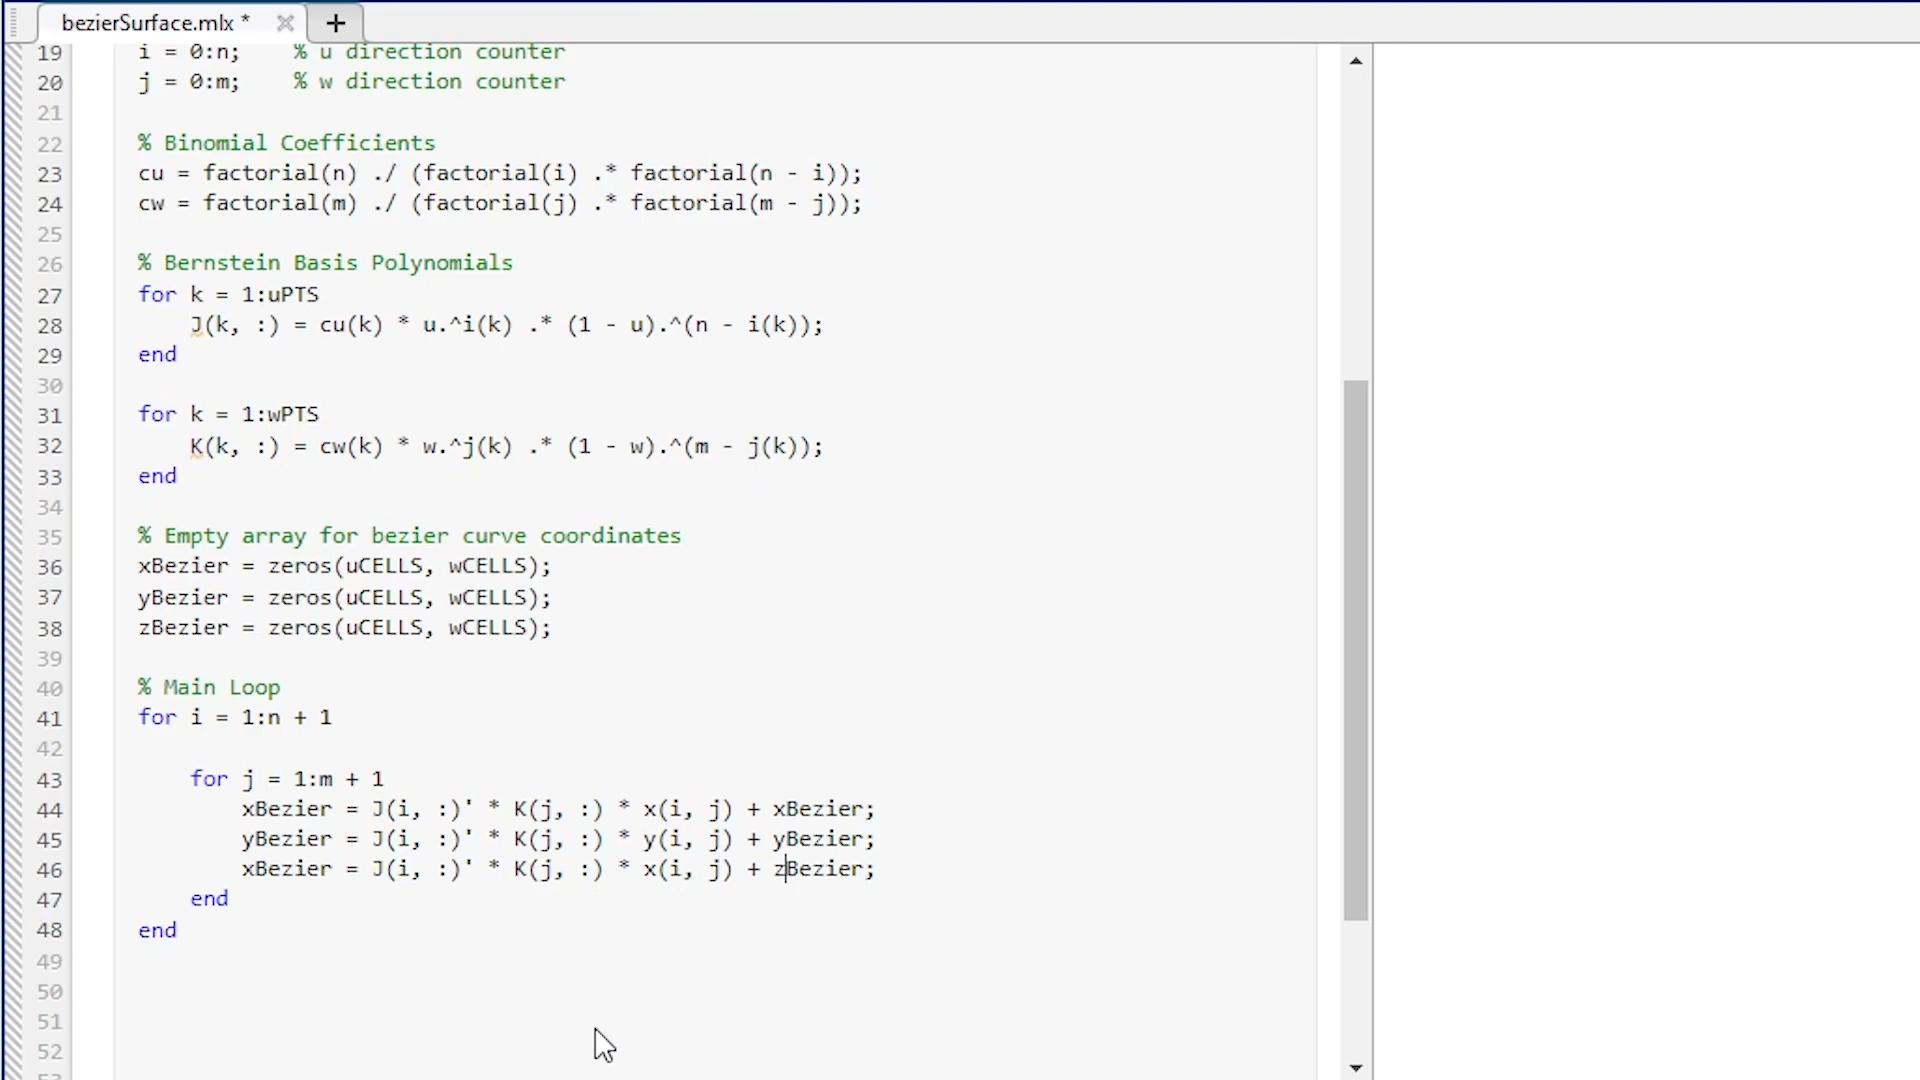 bezierSurface.mlx *
19 i = 0:n; % u direction counter
20 j = 0:m; % w direction counter
21
22 % Binomial Coefficients
23 cu = factorial(n) ./ (factorial(i) .* factorial(n - i));
24 cw = factorial(m) ./ (factorial(j) .* factorial(m - j));
25
26 % Bernstein Basis Polynomials
27 for k = 1:uPTS
28 J(k, :) = cu(k) * u.^i(k) .* (1 - u).^(n - i(k));
29 end
30
31 for k = 1:wPTS
32 K(k, :) = cw(k) * w.^j(k) .* (1 - w).^(m - j(k));
33 end
34
35 % Empty array for bezier curve coordinates
36 xBezier = zeros(uCELLS, wCELLS);
37 yBezier = zeros(uCELLS, wCELLS);
38 zBezier = zeros(uCELLS, wCELLS);
39
40 % Main Loop
41 for i = 1:n + 1
42
43 for j = 1:m + 1
44 xBezier = J(i, :)' * K(j, :) * x(i, j) + xBezier;
45 yBezier = J(i, :)' * K(j, :) * y(i, j) + yBezier;
46 xBezier = J(i, :)' * K(j, :) * x(i, j) + zBezier;
47 end
48 end
49
50
51
52
53